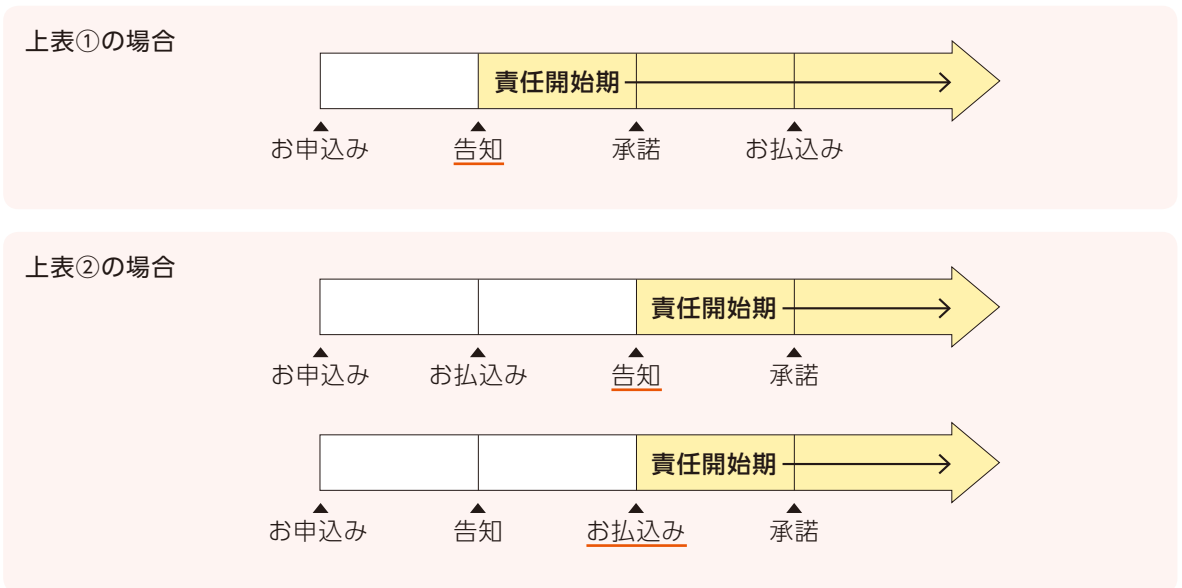 上表①の場合
責任開始期
▲ ▲ ▲ ▲
お申込み 告知 承諾 お払込み
上表②の場合
責任開始期
▲ ▲ ▲ ▲
お申込み お払込み 告知 承諾
責任開始期
▲ ▲ ▲ ▲
お申込み 告知 お払込み 承諾